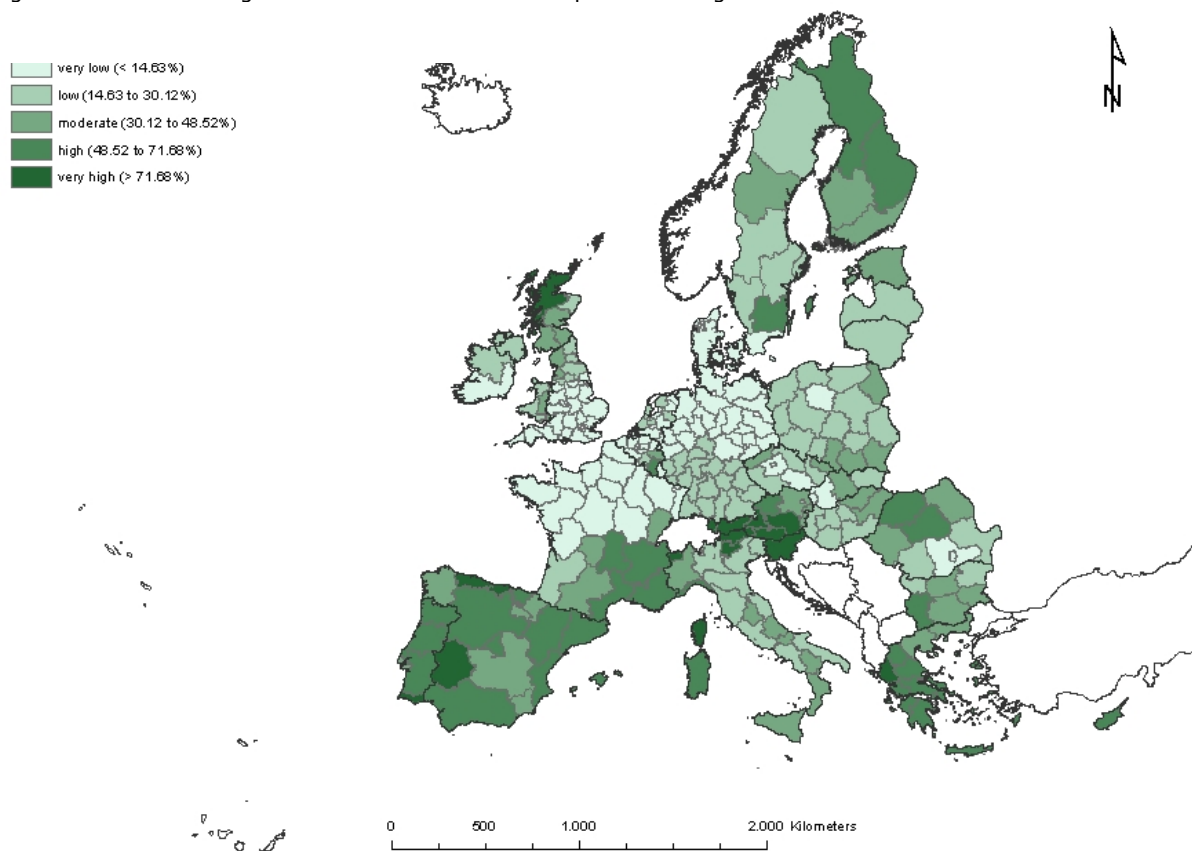 very low (< 14.63%)
low (14.63 to 30.12%)
moderate (30.12 to 48.52%)
high (48.52 to 71.68%)
very high (> 71.68%)
N
0 500 1.000 2.000 Kilometers